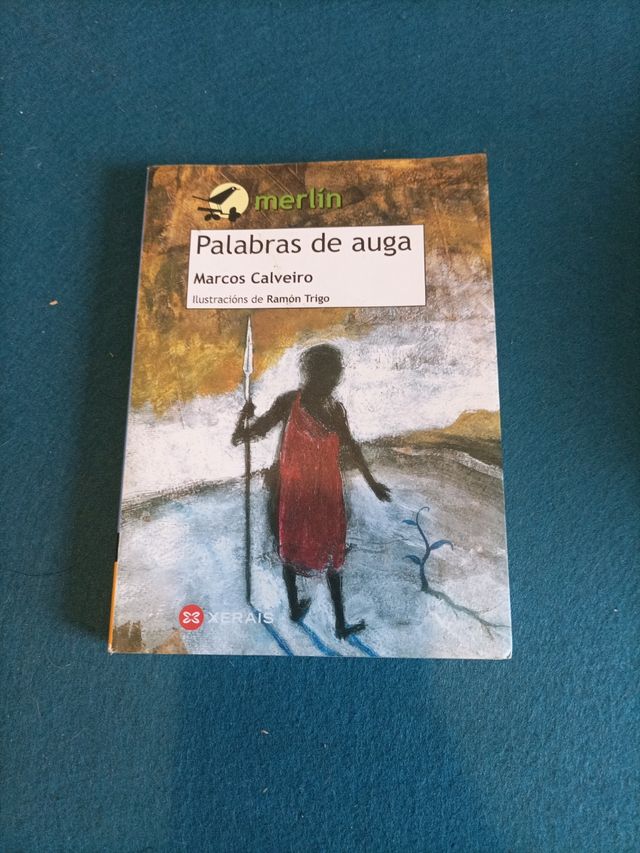 merlín
Palabras de auga
Marcos Calveiro
Ilustracións de Ramón Trigo
XERAIS